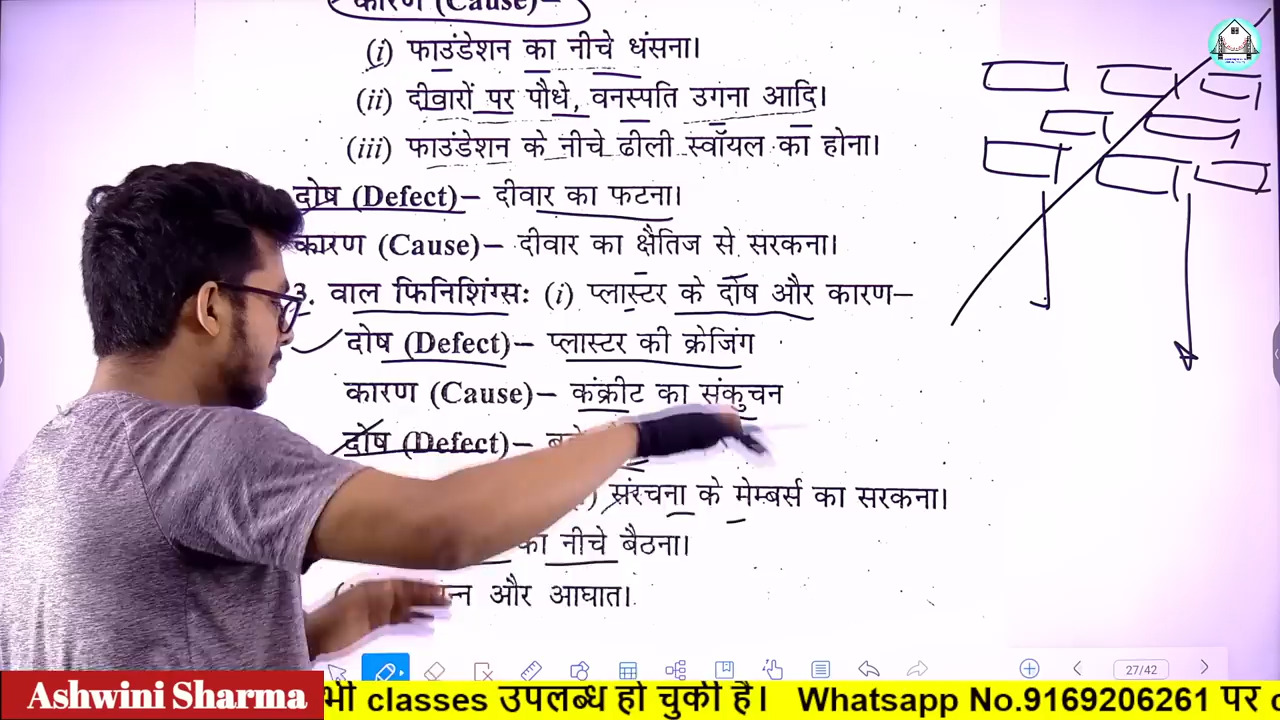 कारण (Cause)–
(i) फाउंडेशन का नीचे धंसना।
(ii) दीवारों पर पौधे, वनस्पति उगना आदि।
(iii) फाउंडेशन के नीचे ढीली स्वॉयल का होना।
दोष (Defect)– दीवार का फटना।
कारण (Cause)– दीवार का क्षैतिज से सरकना।
3. वाल फिनिशिंग्सः (i) प्लास्टर के दोष और कारण–
दोष (Defect)– प्लास्टर की क्रेजिंग
कारण (Cause)– कंक्रीट का संकुचन
दोष (Defect)–
संरचना के मेम्बर्स का सरकना।
का नीचे बैठना।
और आघात।
27/42
Ashwini Sharma
भी classes उपलब्ध हो चुकी है। Whatsapp No.9169206261 पर